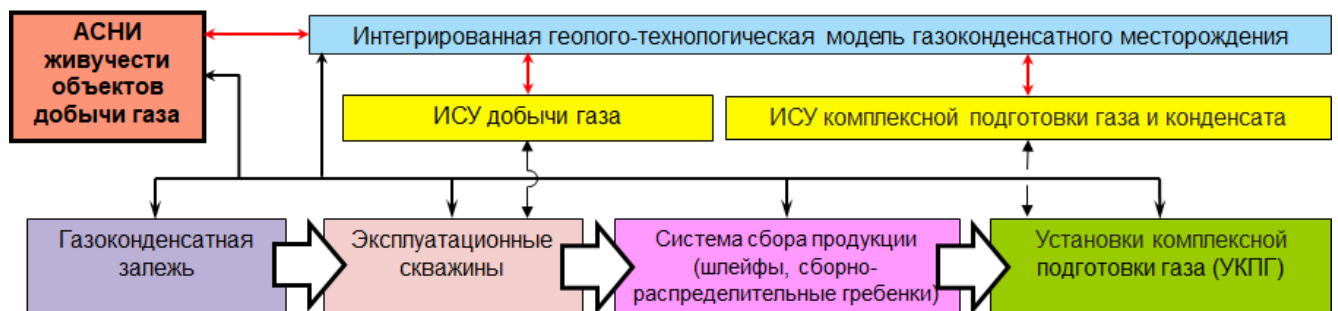 АСНИ
живучести
объектов
добычи газа
Интегрированная геолого-технологическая модель газоконденсатного месторождения
ИСУ добычи газа
ИСУ комплексной подготовки газа и конденсата
Газоконденсатная
залежь
Эксплуатационные
скважины
Система сбора продукции
(шлейфы, сборно-
распределительные гребенки)
Установки комплексной
подготовки газа (УКПГ)